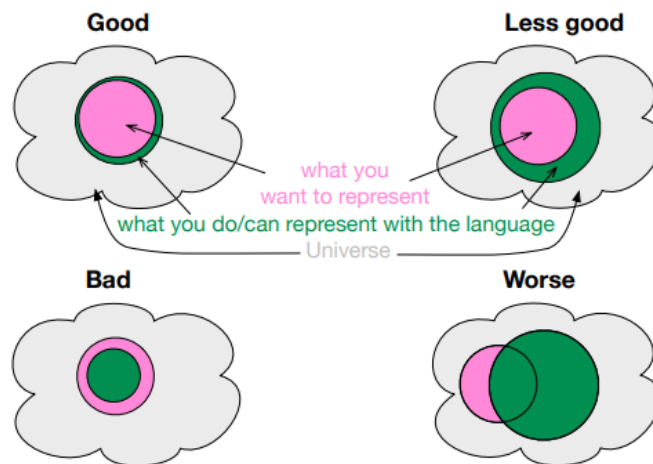 Good
Less good
what you
want to represent
what you do/can represent with the language
Universe
Bad
Worse